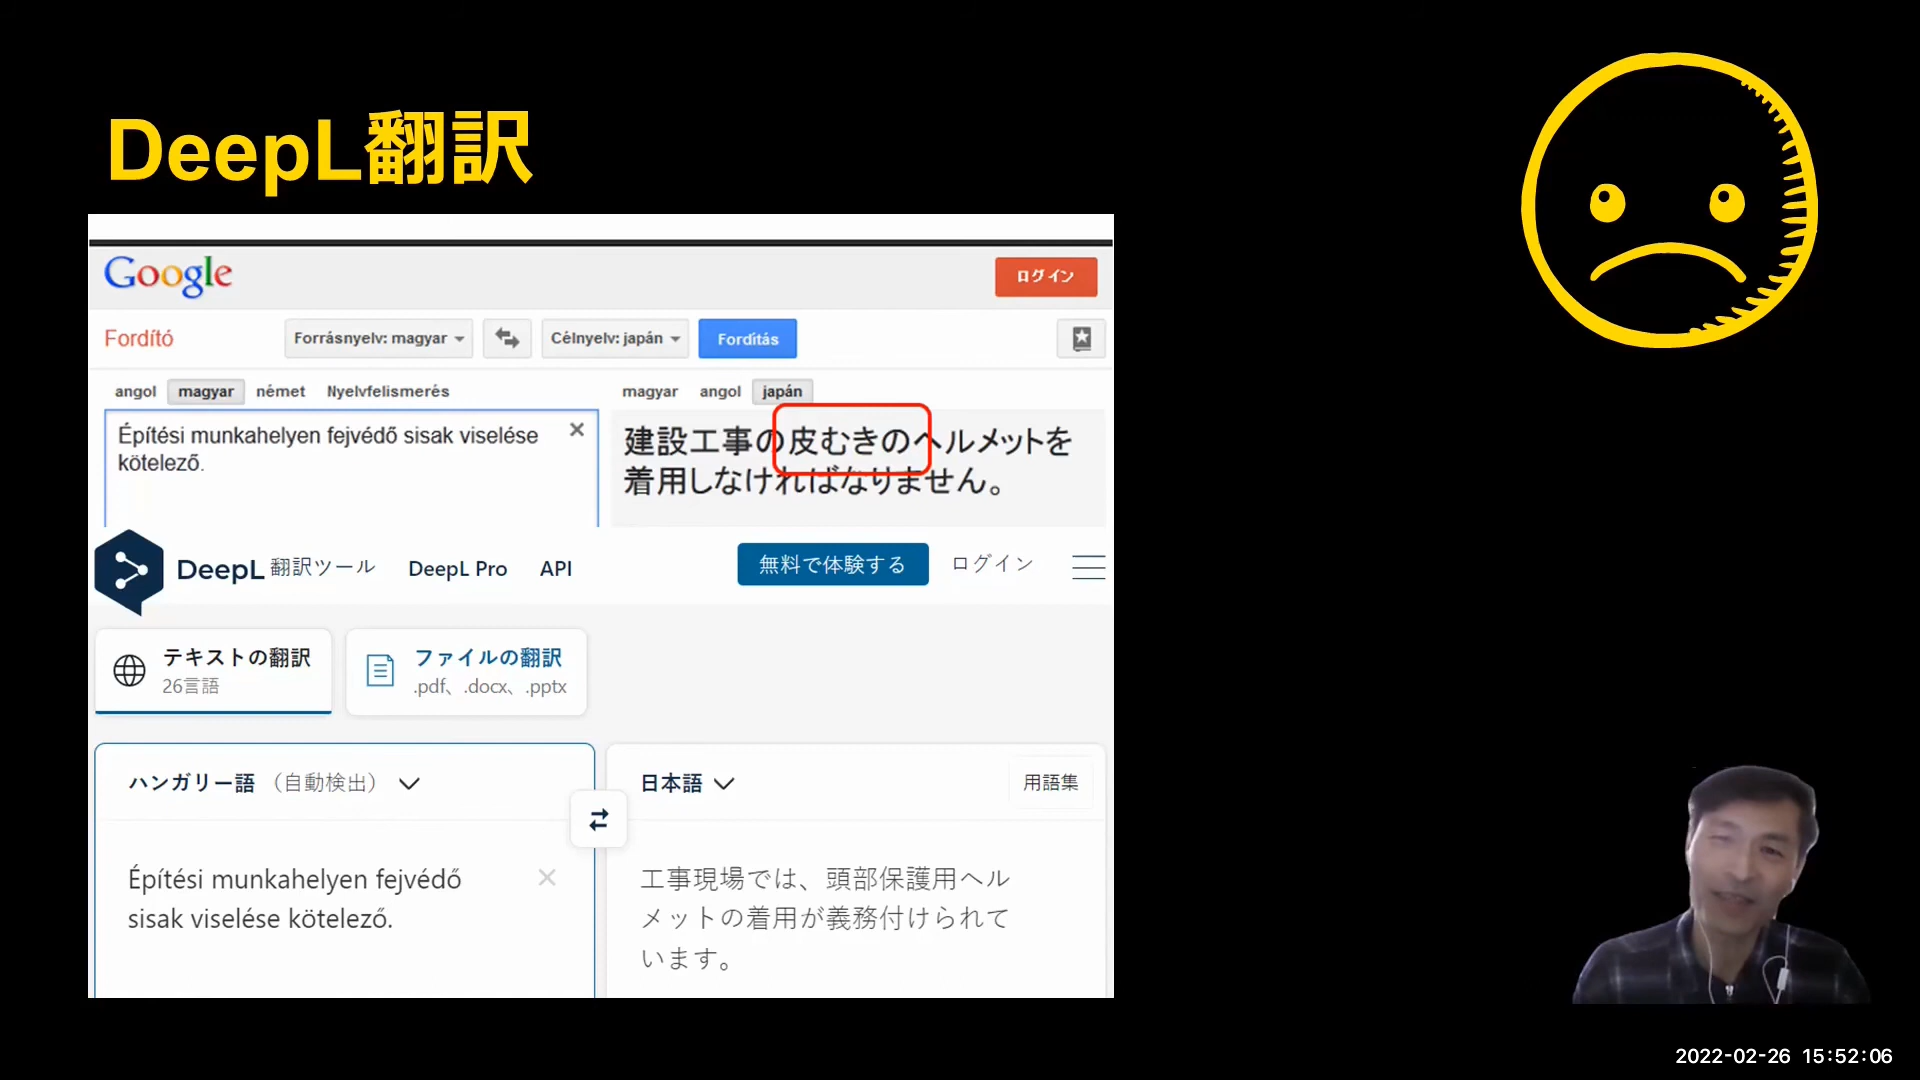 DeepL翻訳
Google
ログイン
Fordító
Forrásnyelv: magyar
Célnyelv: japán
Fordítás
angol magyar német Nyelvfelismerés
magyar angol japán
Építési munkahelyen fejvédő sisak viselése
kötelező.
建設工事の皮むきのヘルメットを
着用しなければなりません。
DeepL 翻訳ツール DeepL Pro API
無料で体験する
ログイン
テキストの翻訳
26言語
ファイルの翻訳
.pdf、.docx、.pptx
ハンガリー語（自動検出）
日本語
用語集
Építési munkahelyen fejvédő
sisak viselése kötelező.
工事現場では、頭部保護用ヘル
メットの着用が義務付けられて
います。
2022-02-26 15:52:06